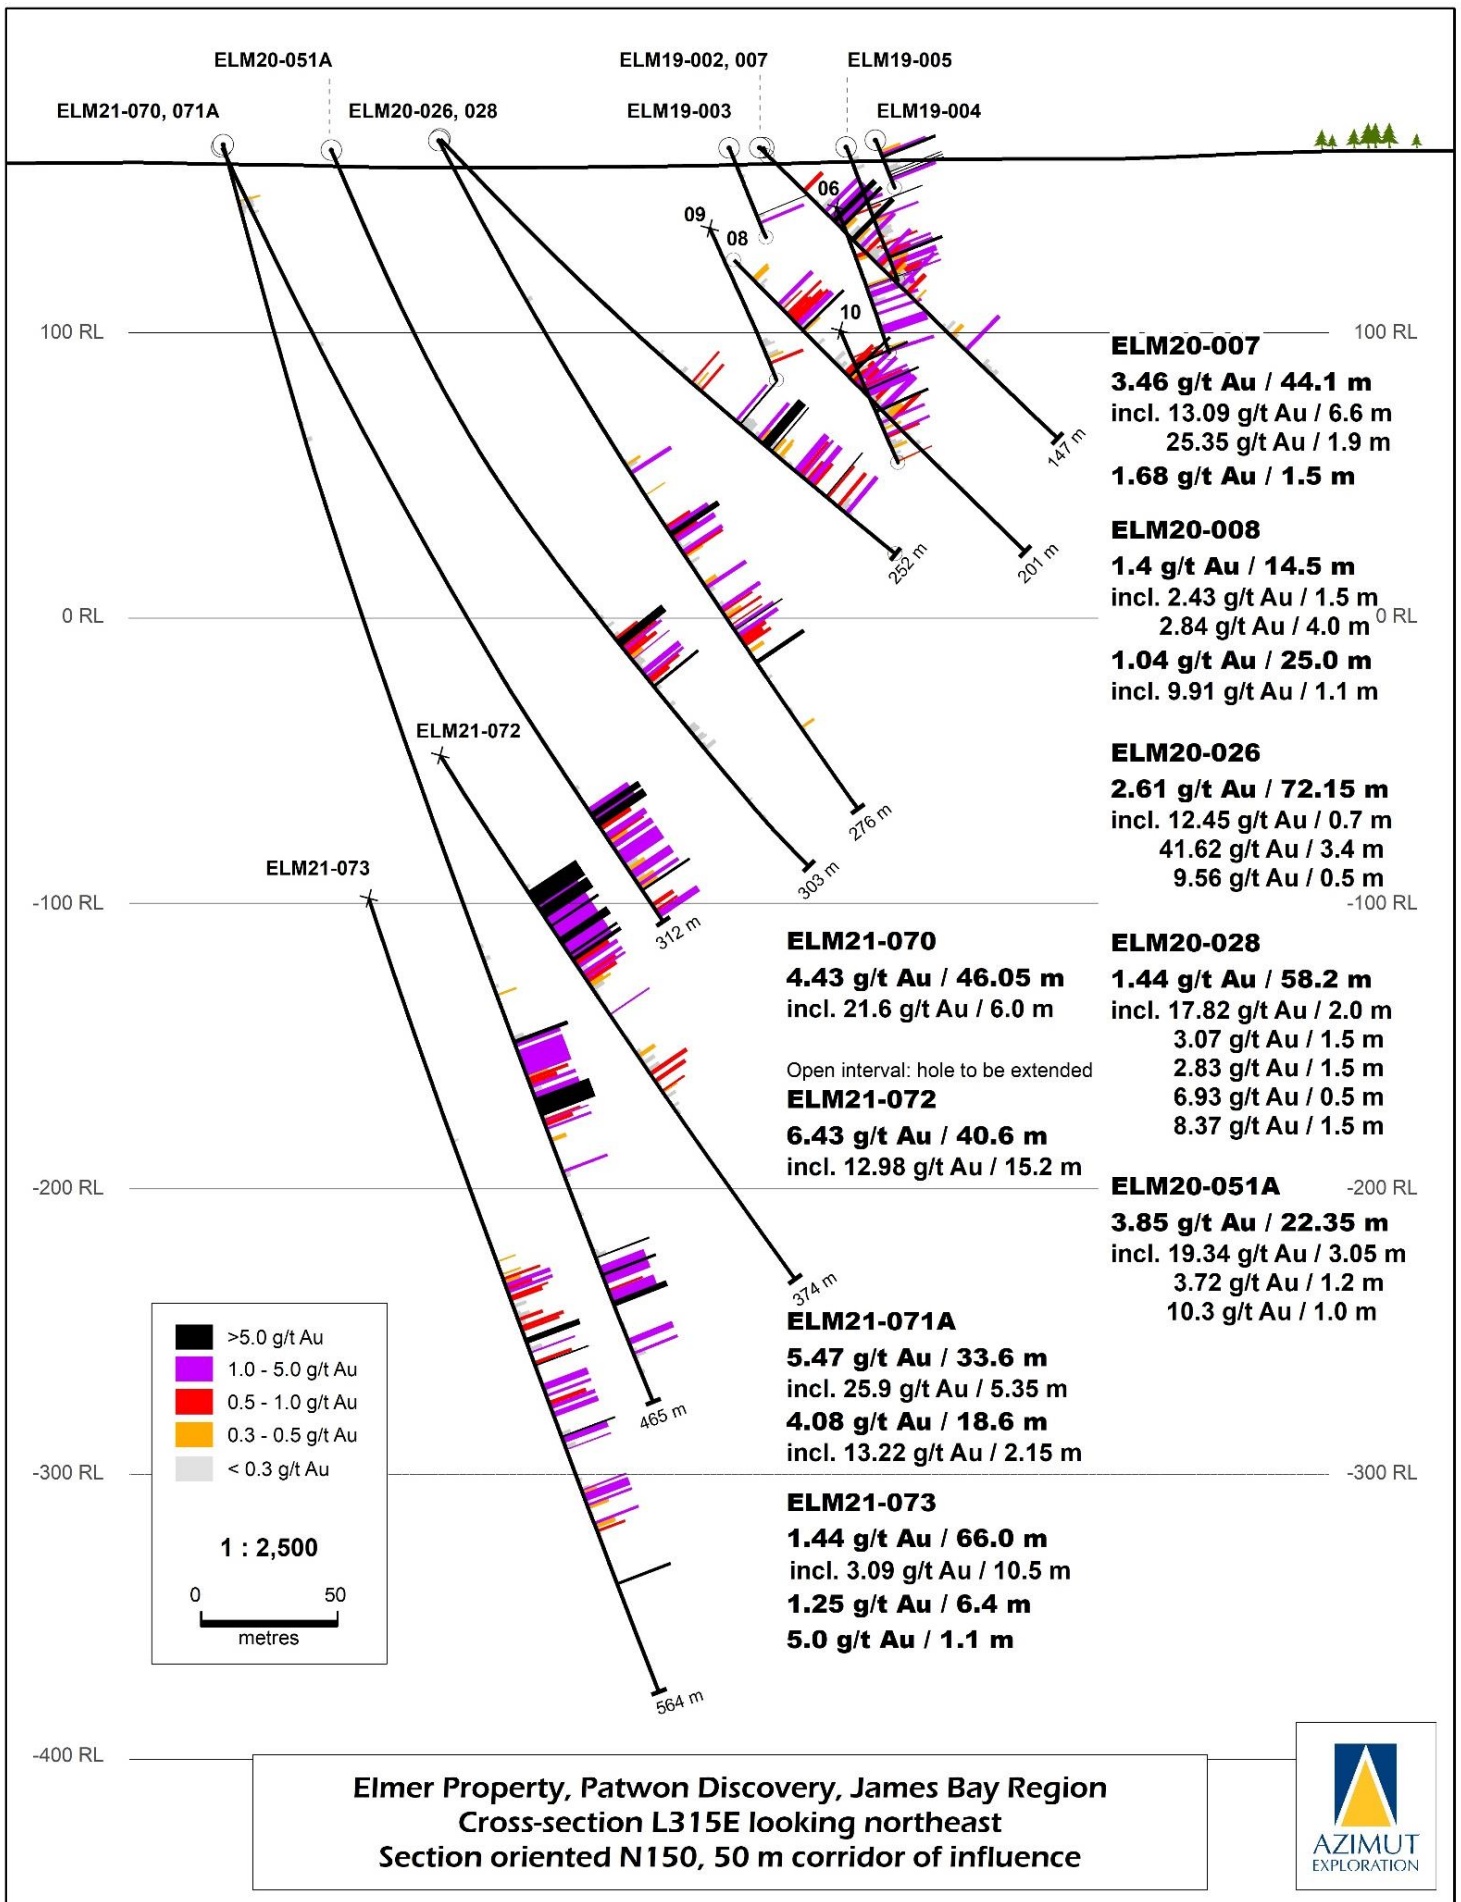 ELM20-051A
ELM19-002, 007
ELM19-005
ELM21-070, 071A
ELM20-026, 028
ELM19-003
ELM19-004
06
09
08
10
100 RL
100 RL
147 m
252 m
201 m
ELM20-007
3.46 g/t Au / 44.1 m
incl. 13.09 g/t Au / 6.6 m
25.35 g/t Au / 1.9 m
1.68 g/t Au / 1.5 m
ELM20-008
1.4 g/t Au / 14.5 m
incl. 2.43 g/t Au / 1.5 m
2.84 g/t Au / 4.0 m
1.04 g/t Au / 25.0 m
incl. 9.91 g/t Au / 1.1 m
0 RL
0 RL
ELM21-072
276 m
303 m
ELM20-026
2.61 g/t Au / 72.15 m
incl. 12.45 g/t Au / 0.7 m
41.62 g/t Au / 3.4 m
9.56 g/t Au / 0.5 m
ELM21-073
-100 RL
-100 RL
312 m
ELM21-070
4.43 g/t Au / 46.05 m
incl. 21.6 g/t Au / 6.0 m
ELM20-028
1.44 g/t Au / 58.2 m
incl. 17.82 g/t Au / 2.0 m
3.07 g/t Au / 1.5 m
2.83 g/t Au / 1.5 m
6.93 g/t Au / 0.5 m
8.37 g/t Au / 1.5 m
Open interval: hole to be extended
ELM21-072
6.43 g/t Au / 40.6 m
incl. 12.98 g/t Au / 15.2 m
-200 RL
-200 RL
ELM20-051A
3.85 g/t Au / 22.35 m
incl. 19.34 g/t Au / 3.05 m
3.72 g/t Au / 1.2 m
10.3 g/t Au / 1.0 m
374 m
ELM21-071A
5.47 g/t Au / 33.6 m
incl. 25.9 g/t Au / 5.35 m
4.08 g/t Au / 18.6 m
incl. 13.22 g/t Au / 2.15 m
465 m
>5.0 g/t Au
1.0 - 5.0 g/t Au
0.5 - 1.0 g/t Au
0.3 - 0.5 g/t Au
< 0.3 g/t Au
1 : 2,500
0 50
metres
-300 RL
-300 RL
ELM21-073
1.44 g/t Au / 66.0 m
incl. 3.09 g/t Au / 10.5 m
1.25 g/t Au / 6.4 m
5.0 g/t Au / 1.1 m
564 m
-400 RL
Elmer Property, Patwon Discovery, James Bay Region
Cross-section L315E looking northeast
Section oriented N150, 50 m corridor of influence
AZIMUT
EXPLORATION